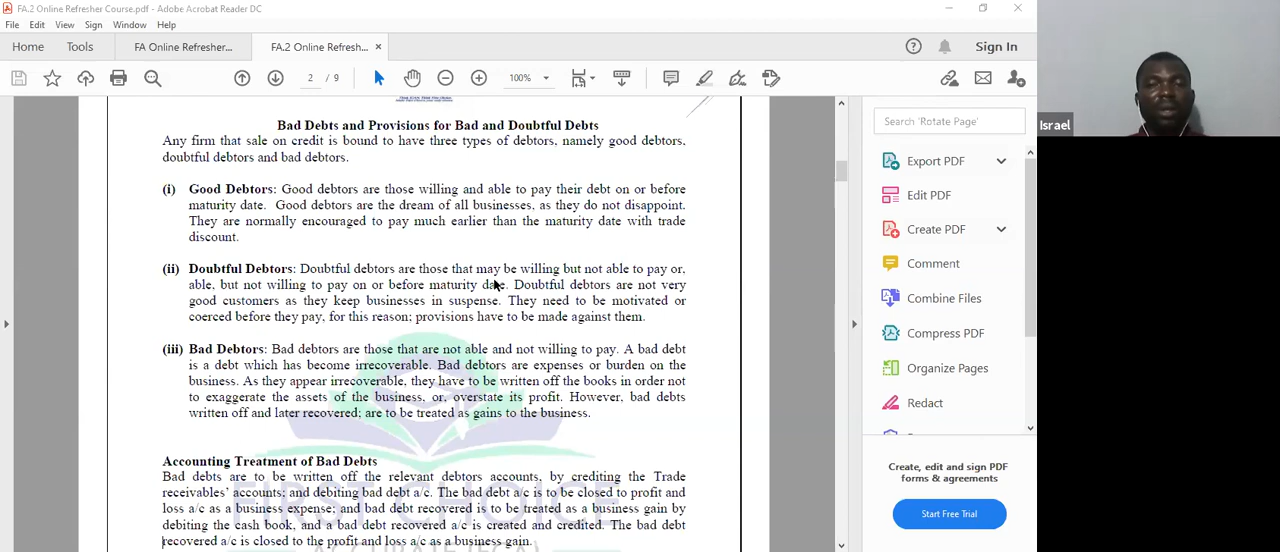 FA.2 Online Refresher Course.pdf - Adobe Acrobat Reader DC
File Edit View Sign Window Help
Home Tools FA Online Refresher... FA.2 Online Refresh... × Sign In
2 / 9 100%
Bad Debts and Provisions for Bad and Doubtful Debts
Any firm that sale on credit is bound to have three types of debtors, namely good debtors,
doubtful debtors and bad debtors.
(i) Good Debtors: Good debtors are those willing and able to pay their debt on or before
maturity date. Good debtors are the dream of all businesses, as they do not disappoint.
They are normally encouraged to pay much earlier than the maturity date with trade
discount.
(ii) Doubtful Debtors: Doubtful debtors are those that may be willing but not able to pay or,
able, but not willing to pay on or before maturity date. Doubtful debtors are not very
good customers as they keep businesses in suspense. They need to be motivated or
coerced before they pay, for this reason; provisions have to be made against them.
(iii) Bad Debtors: Bad debtors are those that are not able and not willing to pay. A bad debt
is a debt which has become irrecoverable. Bad debtors are expenses or burden on the
business. As they appear irrecoverable, they have to be written off the books in order not
to exaggerate the assets of the business, or, overstate its profit. However, bad debts
written off and later recovered; are to be treated as gains to the business.
Accounting Treatment of Bad Debts
Bad debts are to be written off the relevant debtors accounts, by crediting the Trade
receivables' accounts; and debiting bad debt a/c. The bad debt a/c is to be closed to profit and
loss a/c as a business expense; and bad debt recovered is to be treated as a business gain by
debiting the cash book, and a bad debt recovered a/c is created and credited. The bad debt
recovered a/c is closed to the profit and loss a/c as a business gain.
FIRST CHOICE
Search 'Rotate Page'
Export PDF
Edit PDF
Create PDF
Comment
Combine Files
Compress PDF
Organize Pages
Redact
Create, edit and sign PDF
forms & agreements
Start Free Trial
Israel